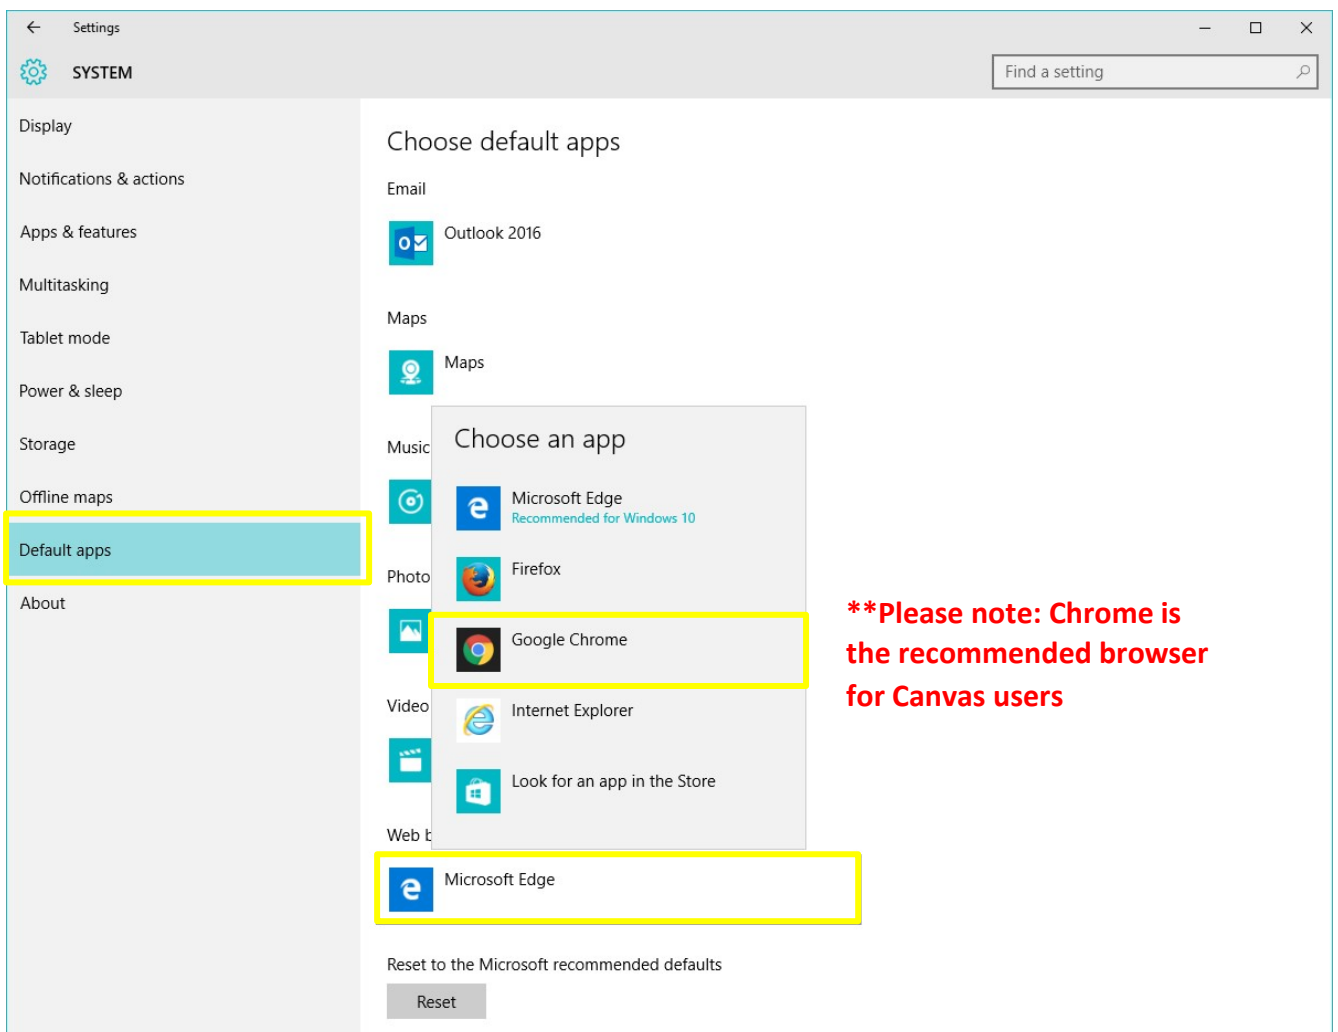 Settings
SYSTEM
Find a setting
Display
Notifications & actions
Apps & features
Multitasking
Tablet mode
Power & sleep
Storage
Offline maps
Default apps
About
Choose default apps
Email
Outlook 2016
Maps
Maps
Music
Photo
Video
Web b
Choose an app
Microsoft Edge
Recommended for Windows 10
Firefox
Google Chrome
Internet Explorer
Look for an app in the Store
Microsoft Edge
Reset to the Microsoft recommended defaults
Reset
**Please note: Chrome is
the recommended browser
for Canvas users